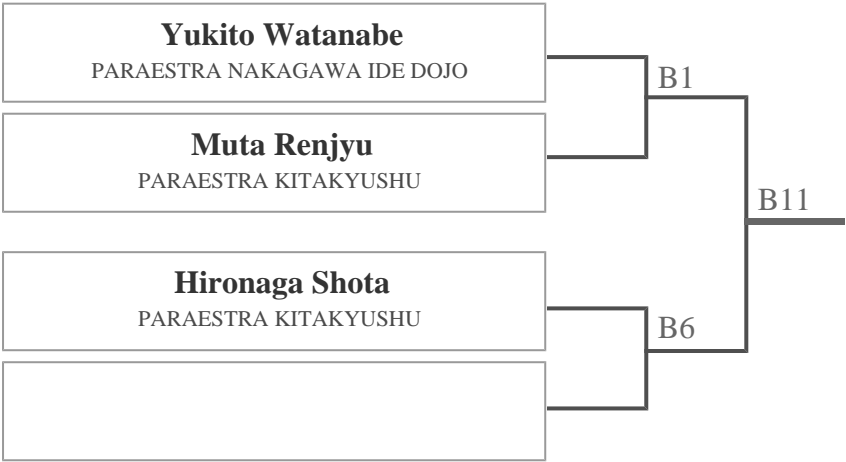 Yukito Watanabe
PARAESTRA NAKAGAWA IDE DOJO
B1
Muta Renjyu
PARAESTRA KITAKYUSHU
B11
Hironaga Shota
PARAESTRA KITAKYUSHU
B6